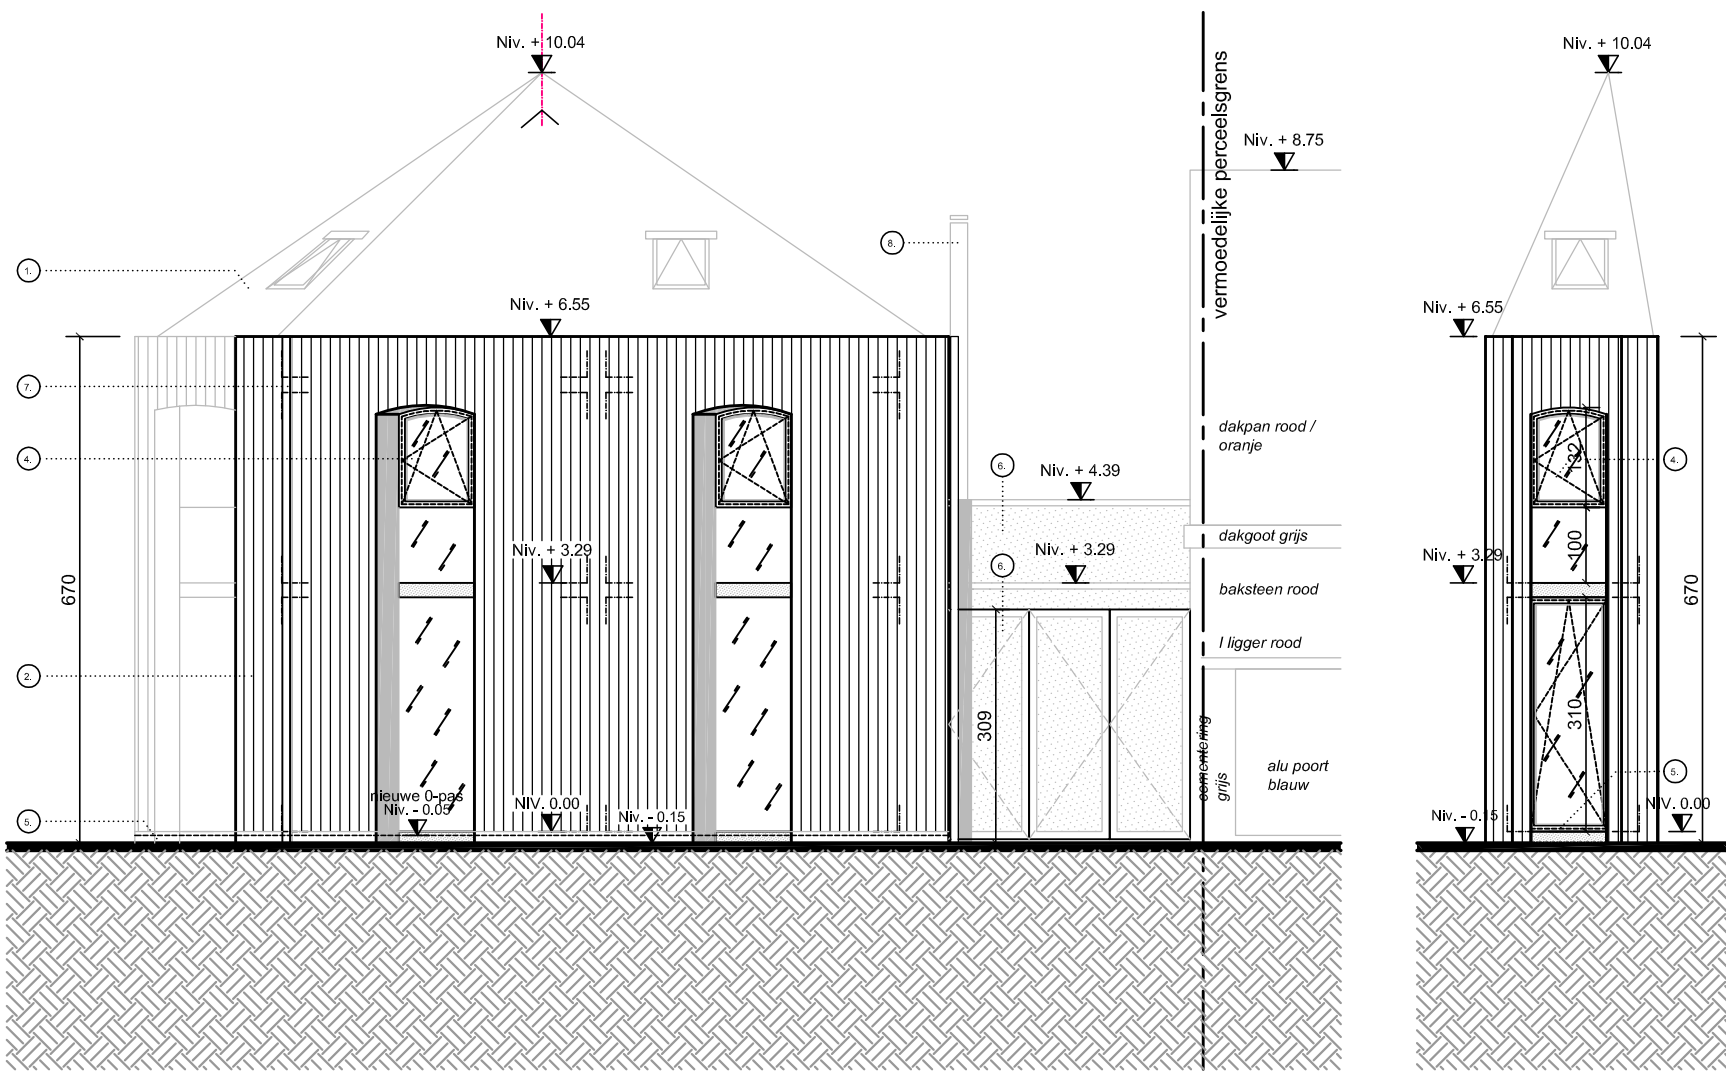 Niv. + 10.04
Niv. + 10.04
vermoedelijke perceelsgrens
Niv. + 8.75
8.
1.
Niv. + 6.55
Niv. + 6.55
7.
dakpan rood /
oranje
4.
6.
Niv. + 4.39
132
4.
dakgoot grijs
Niv. + 3.29
Niv. + 3.29
100
Niv. + 3.29
6.
670
baksteen rood
670
I ligger rood
2.
309
310
cementering
grijs
alu poort
blauw
5.
nieuwe 0-pas
Niv. - 0.05
NIV. 0.00
Niv. - 0.15
5.
Niv. - 0.15
NIV. 0.00